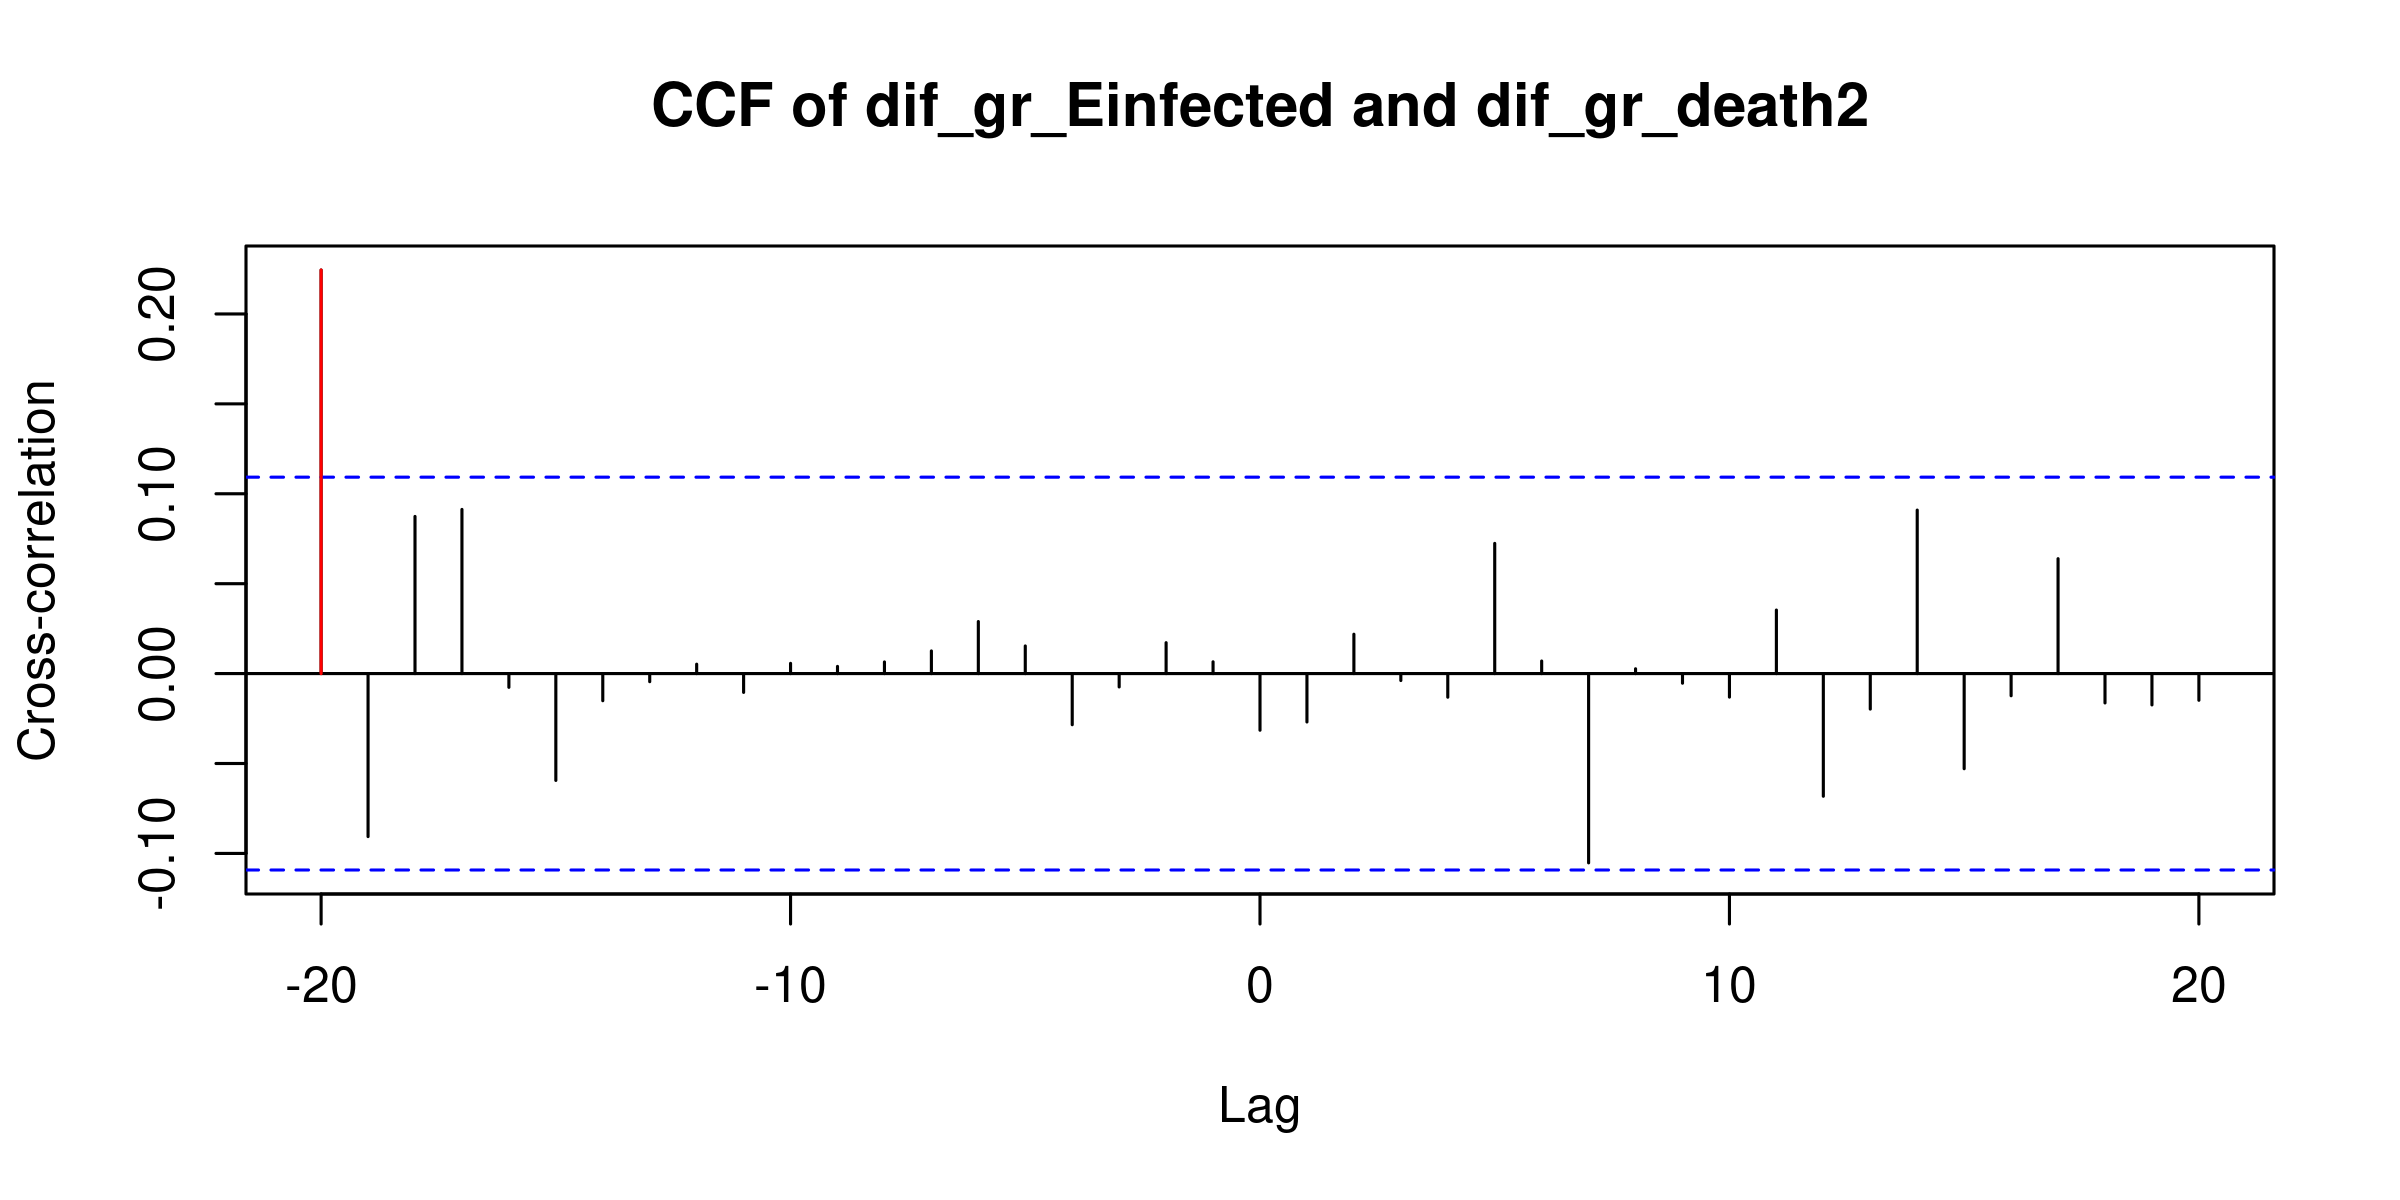 CCF of dif_gr_Einfected and dif_gr_death2
Cross-correlation
0.20
0.10
0.00
-0.10
-20 -10 0 10 20
Lag